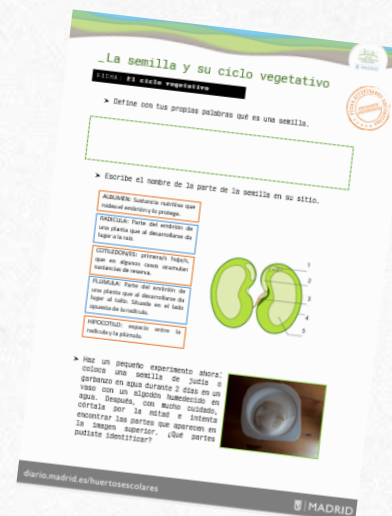 _La semilla y su ciclo vegetativo
FICHA: El ciclo vegetativo
➤ Define con tus propias palabras qué es una semilla.
➤ Escribe el nombre de la parte de la semilla en su sitio.
ALBUMEN: Sustancia nutritiva que
rodea el embrión y lo protege.
RADÍCULA: Parte del embrión de
una planta que al desarrollarse da
lugar a la raíz.
COTILEDON/ES: primera/s hoja/s,
que en algunos casos acumulan
sustancias de reserva.
PLÚMULA: Parte del embrión de
una planta que al desarrollarse da
lugar al tallo. Situada en el lado
opuesto de la radícula.
HIPOCÓTILO: espacio entre la
radícula y la plúmula.
1
2
3
4
5
➤ Haz un pequeño experimento ahora:
coloca una semilla de judía o
garbanzo en agua durante 2 días en un
vaso con un algodón humedecido en
agua. Después, con mucho cuidado,
córtala por la mitad e intenta
encontrar las partes que aparecen en
la imagen superior. ¿Qué partes
pudiste identificar?
diario.madrid.es/huertosescolares
MADRID